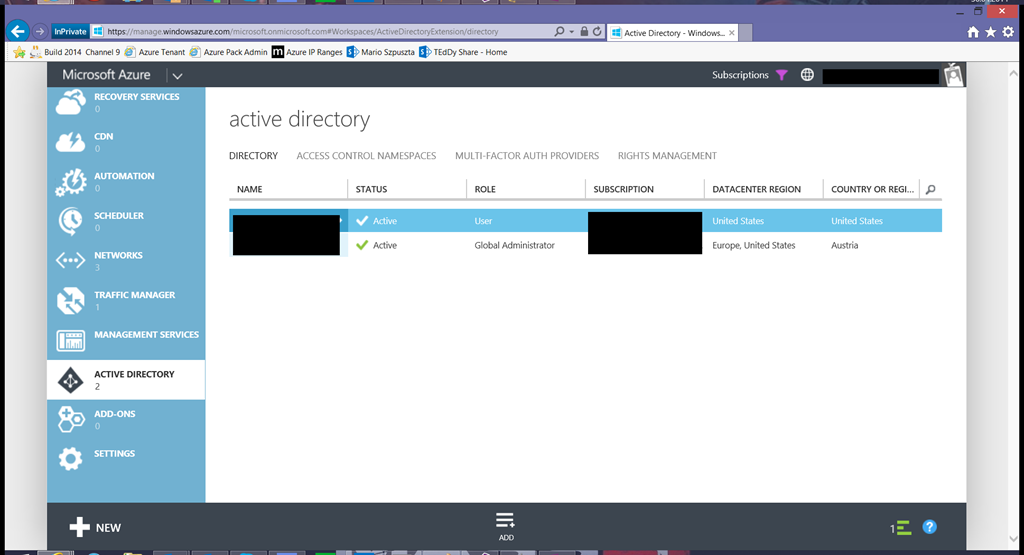 InPrivate https://manage.windowsazure.com/microsoft.onmicrosoft.com#Workspaces/ActiveDirectoryExtension/directory Active Directory - Windows...
Build 2014 Channel 9 Azure Tenant Azure Pack Admin m Azure IP Ranges Mario Szpuszta TEdDy Share - Home
Microsoft Azure Subscriptions
RECOVERY SERVICES
0
CDN
0
AUTOMATION
0
SCHEDULER
0
NETWORKS
3
TRAFFIC MANAGER
1
MANAGEMENT SERVICES
ACTIVE DIRECTORY
2
ADD-ONS
0
SETTINGS
active directory
DIRECTORY ACCESS CONTROL NAMESPACES MULTI-FACTOR AUTH PROVIDERS RIGHTS MANAGEMENT
NAME STATUS ROLE SUBSCRIPTION DATACENTER REGION COUNTRY OR REGI...
Active User United States United States
Active Global Administrator Europe, United States Austria
NEW ADD 1 ?